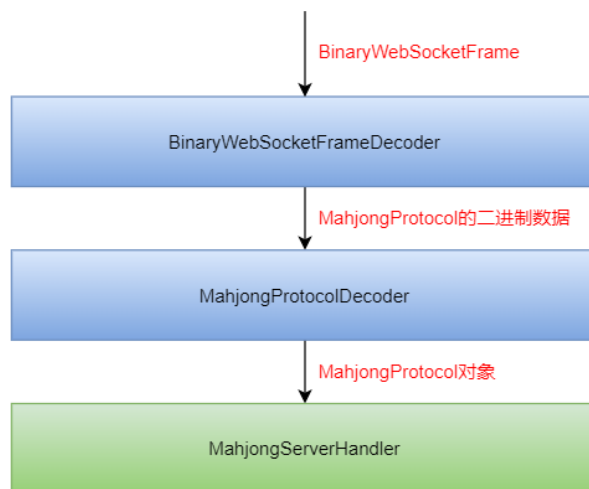 BinaryWebSocketFrame
BinaryWebSocketFrameDecoder
MahjongProtocol的二进制数据
MahjongProtocolDecoder
MahjongProtocol对象
MahjongServerHandler